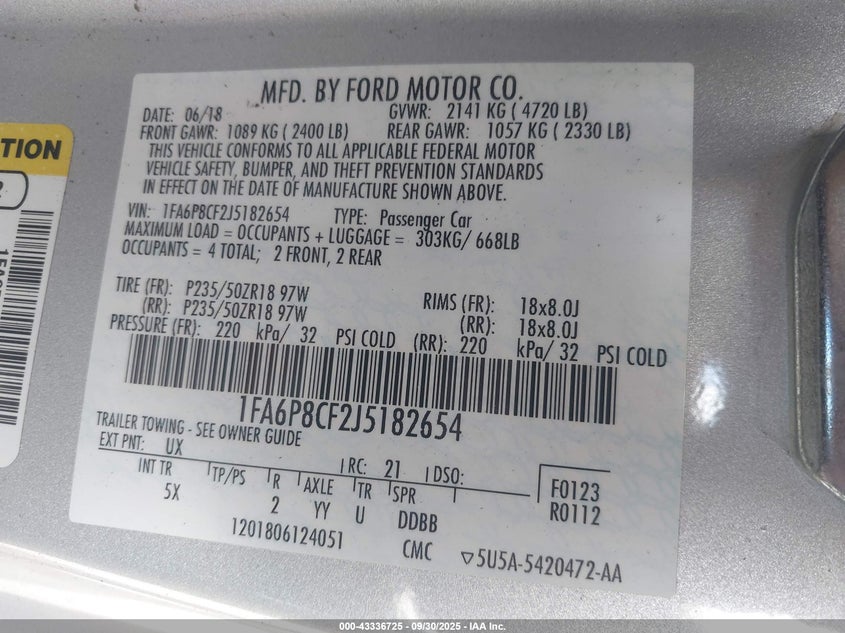 MFD. BY FORD MOTOR CO.
DATE: 06/18 GVWR: 2141 KG ( 4720 LB)
FRONT GAWR: 1089 KG ( 2400 LB) REAR GAWR: 1057 KG ( 2330 LB)
THIS VEHICLE CONFORMS TO ALL APPLICABLE FEDERAL MOTOR
VEHICLE SAFETY, BUMPER, AND THEFT PREVENTION STANDARDS
IN EFFECT ON THE DATE OF MANUFACTURE SHOWN ABOVE.
VIN: 1FA6P8CF2J5182654 TYPE: Passenger Car
MAXIMUM LOAD = OCCUPANTS + LUGGAGE = 303KG/ 668LB
OCCUPANTS = 4 TOTAL; 2 FRONT, 2 REAR
TIRE (FR): P235/50ZR18 97W RIMS (FR): 18x8.0J
(RR): P235/50ZR18 97W (RR): 18x8.0J
PRESSURE (FR): 220 kPa/ 32 PSI COLD (RR): 220 kPa/ 32 PSI COLD
1FA6P8CF2J5182654
TRAILER TOWING - SEE OWNER GUIDE
EXT PNT: UX RC: 21 DSO:
INT TR TP/PS R AXLE TR SPR
5X 2 YY U DDBB
F0123
R0112
1201806124051 CMC ▽5U5A-5420472-AA
TION
000-43336725 - 09/30/2025 - IAA Inc.